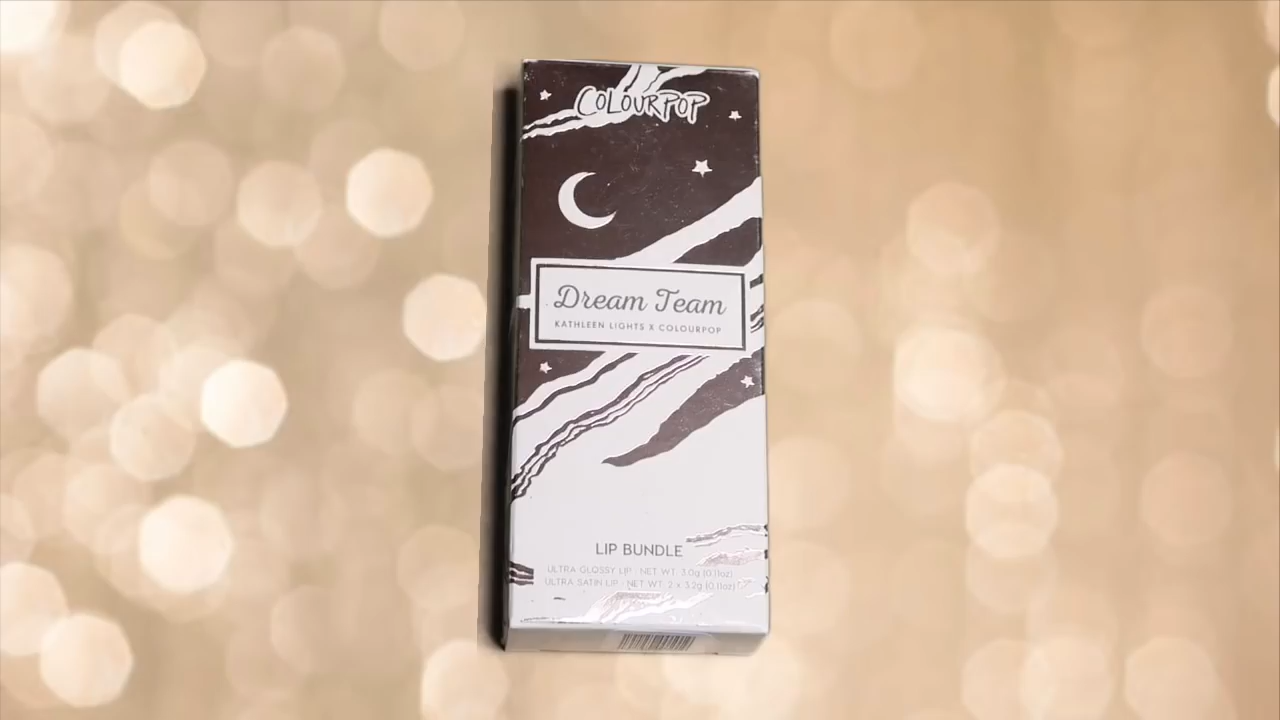 COLOURPOP
Dream Team
KATHLEEN LIGHTS X COLOURPOP
LIP BUNDLE
ULTRA GLOSSY LIP · NET WT. 3.0g (0.11oz)
ULTRA SATIN LIP · NET WT. 2 x 3.2g (0.11oz)